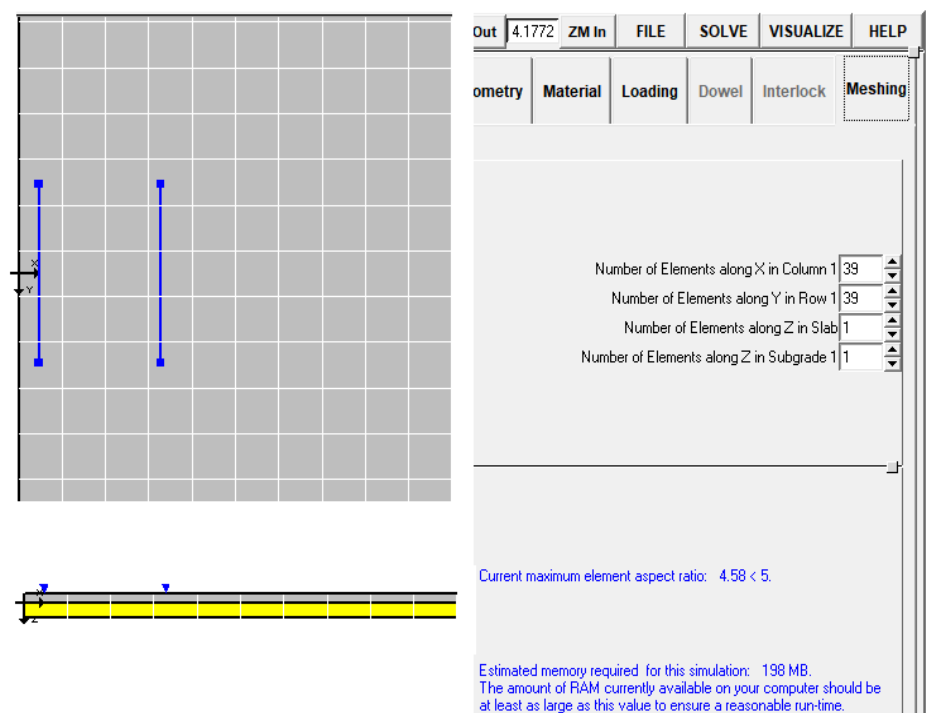 Out 4.1772 ZM In FILE SOLVE VISUALIZE HELP
ometry Material Loading Dowel Interlock Meshing
X
Y
Number of Elements along X in Column 1 39
Number of Elements along Y in Row 1 39
Number of Elements along Z in Slab 1
Number of Elements along Z in Subgrade 1 1
Current maximum element aspect ratio: 4.58 < 5.
X
Z
Estimated memory required for this simulation: 198 MB.
The amount of RAM currently available on your computer should be
at least as large as this value to ensure a reasonable run-time.